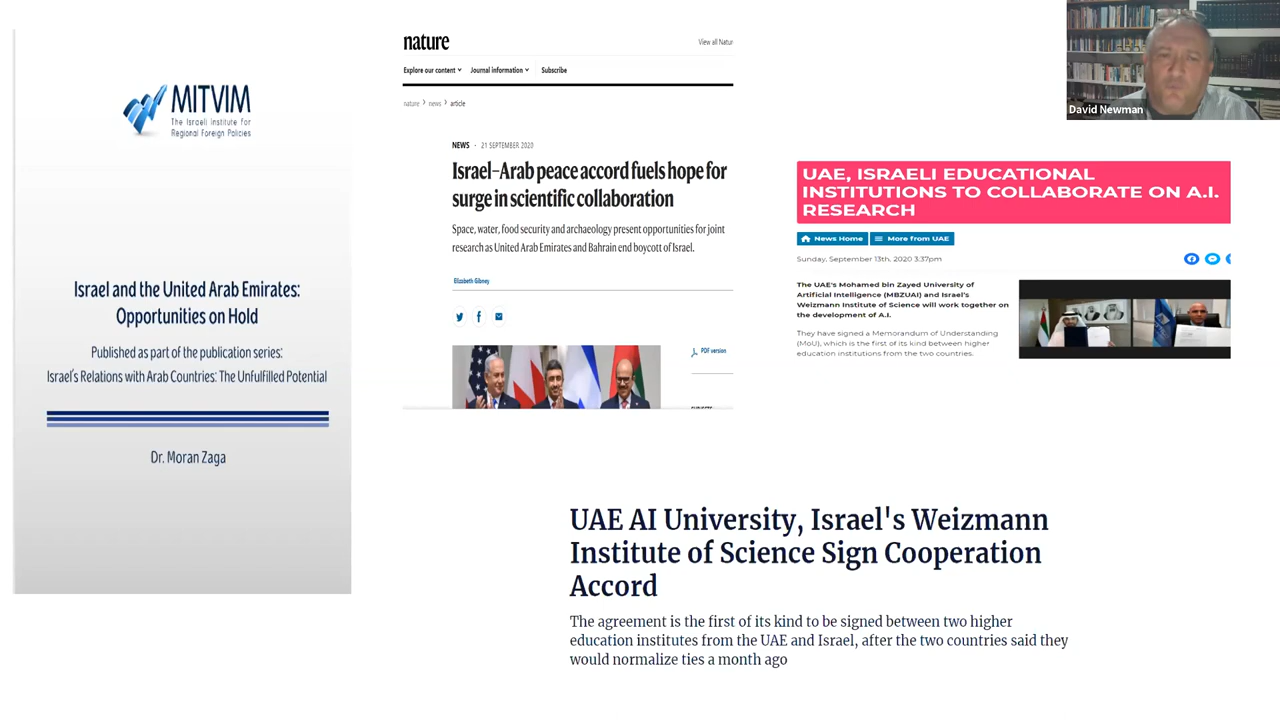 MITVIM
The Israeli Institute For
Regional Foreign Policies
Israel and the United Arab Emirates:
Opportunities on Hold
Published as part of the publication series:
Israel's Relations with Arab Countries: The Unfulfilled Potential
Dr. Moran Zaga
nature
View all Natur
Explore our content
Journal information
Subscribe
nature > news > article
NEWS · 21 SEPTEMBER 2020
Israel–Arab peace accord fuels hope for
surge in scientific collaboration
Space, water, food security and archaeology present opportunities for joint
research as United Arab Emirates and Bahrain end boycott of Israel.
Elizabeth Gibney
PDF version
David Newman
UAE, ISRAELI EDUCATIONAL
INSTITUTIONS TO COLLABORATE ON A.I.
RESEARCH
News Home
More from UAE
Sunday, September 13th, 2020 3:37pm
The UAE's Mohamed bin Zayed University of
Artificial Intelligence (MBZUAI) and Israel's
Weizmann Institute of Science will work together on
the development of A.I.
They have signed a Memorandum of Understanding
(MoU), which is the first of its kind between higher
education institutions from the two countries.
UAE AI University, Israel's Weizmann
Institute of Science Sign Cooperation
Accord
The agreement is the first of its kind to be signed between two higher
education institutes from the UAE and Israel, after the two countries said they
would normalize ties a month ago